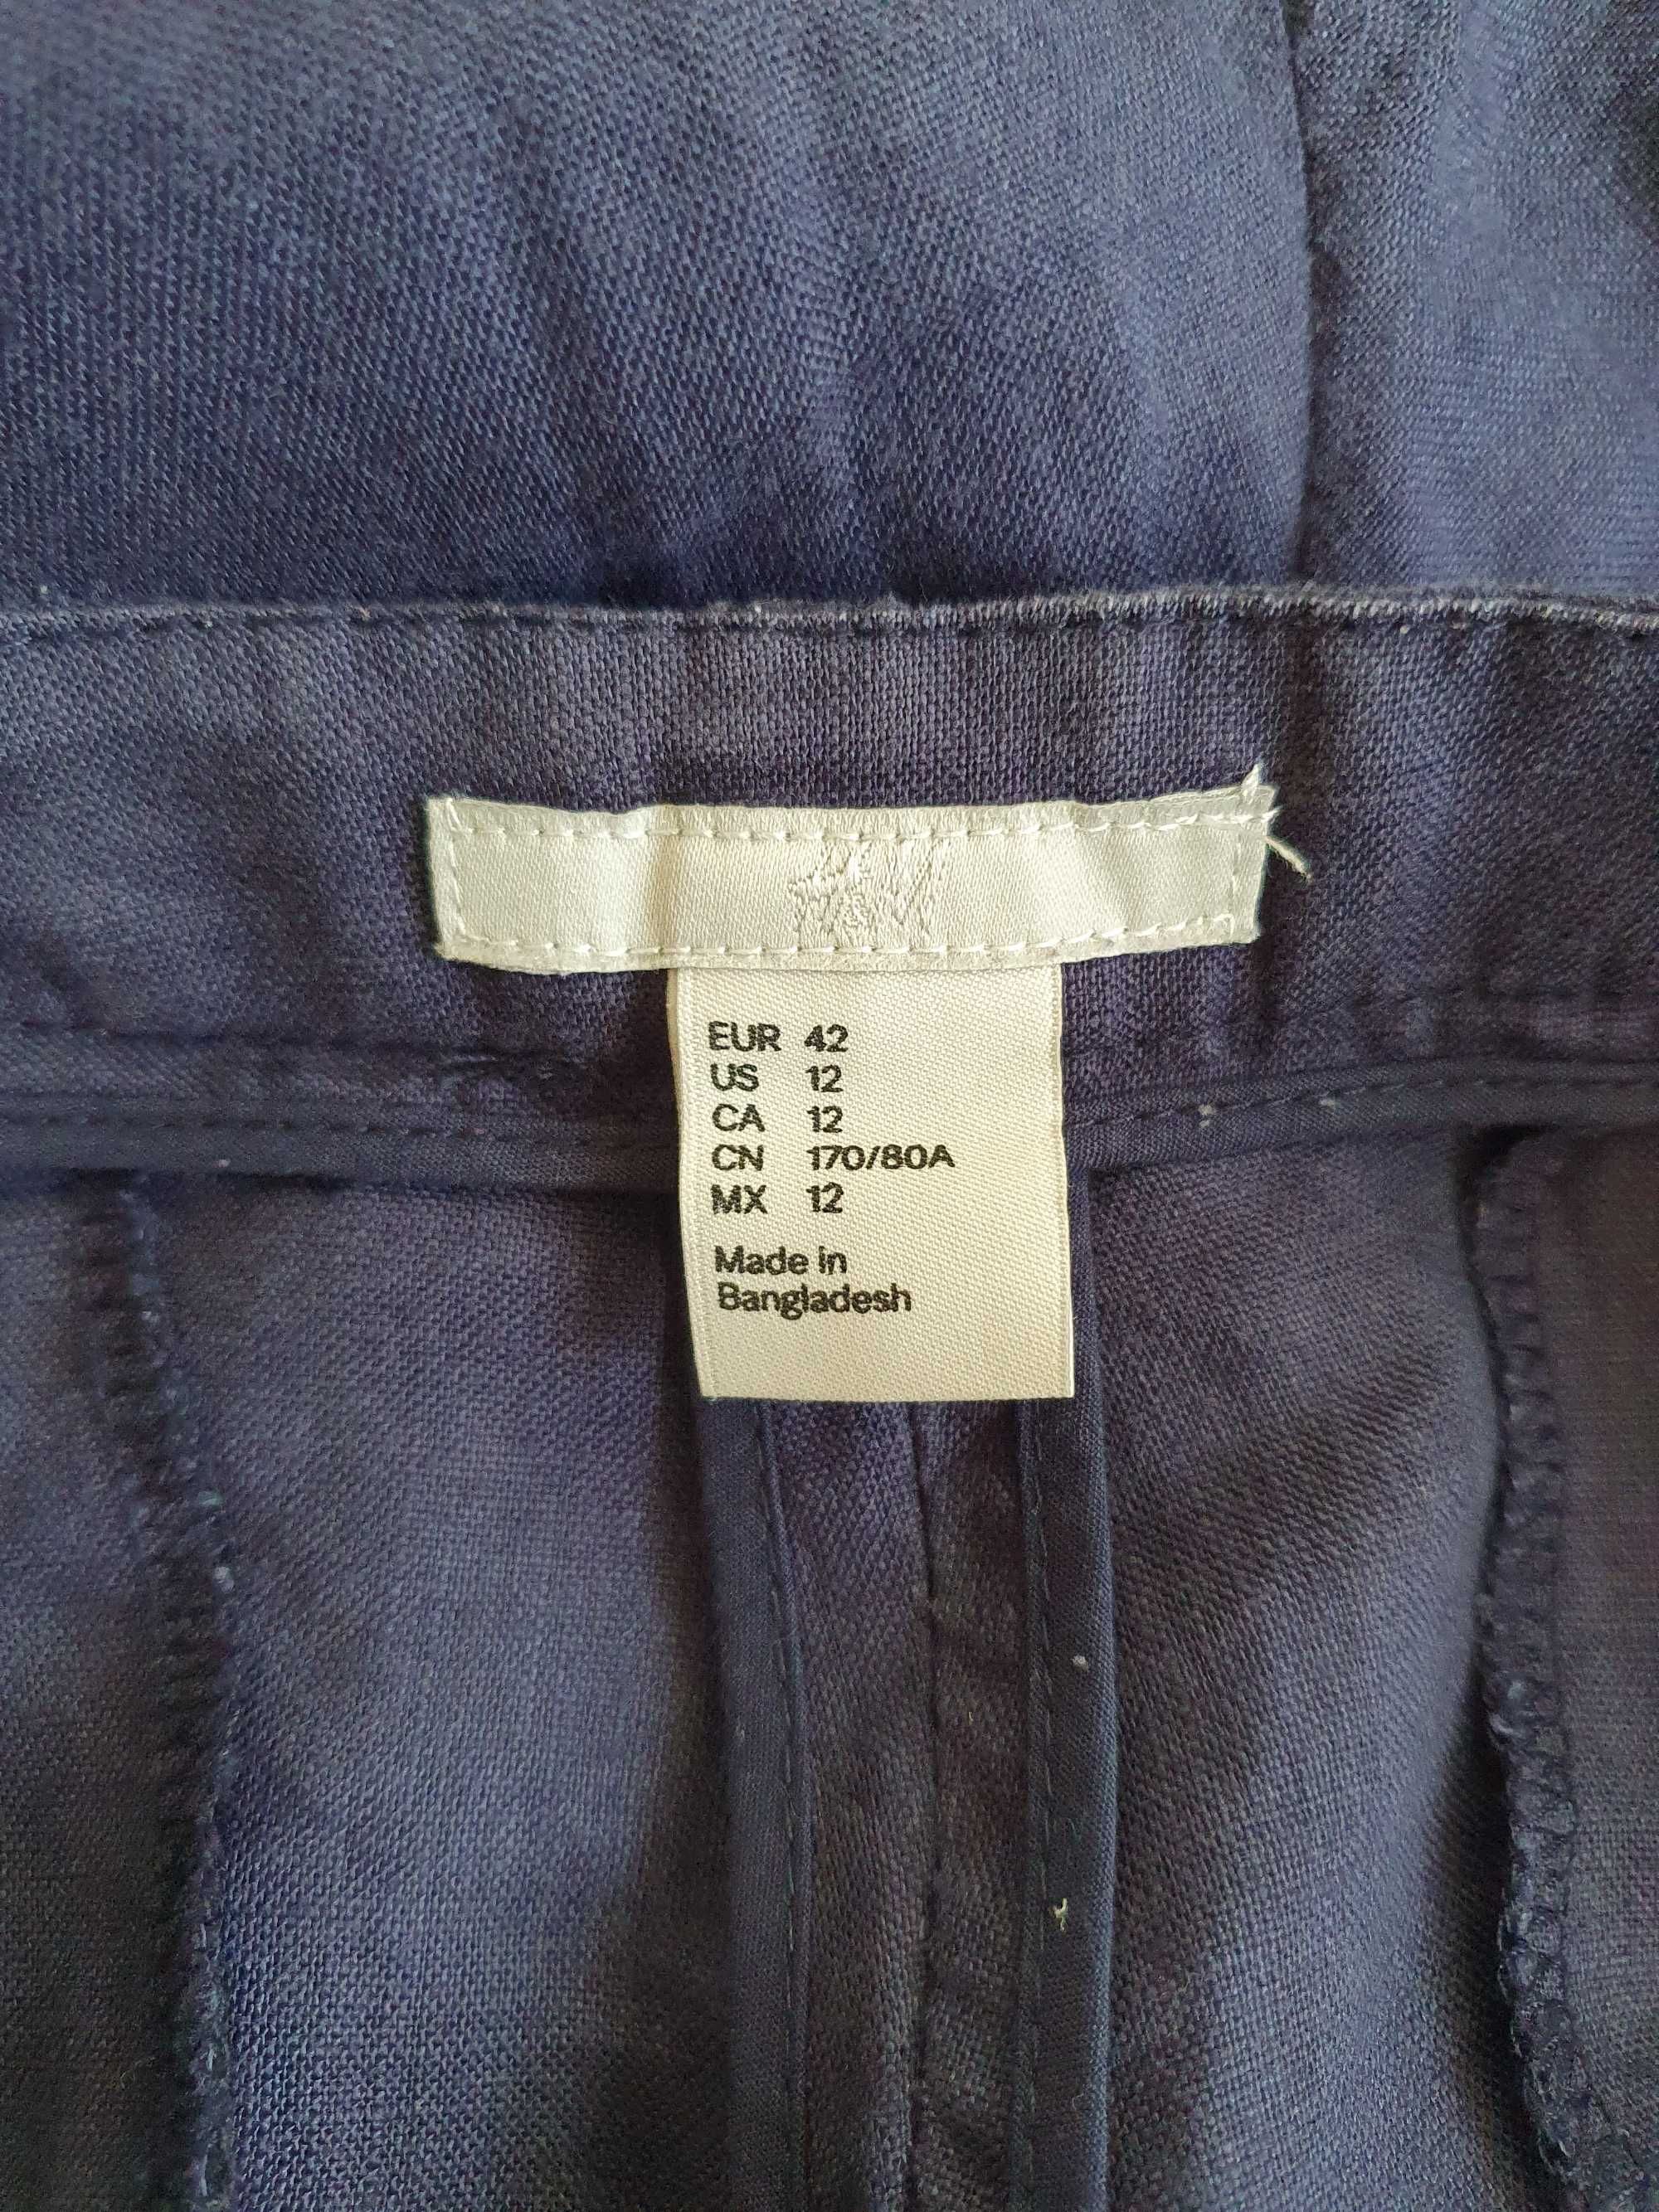 H&M
EUR 42
US 12
CA 12
CN 170/80A
MX 12
Made in
Bangladesh